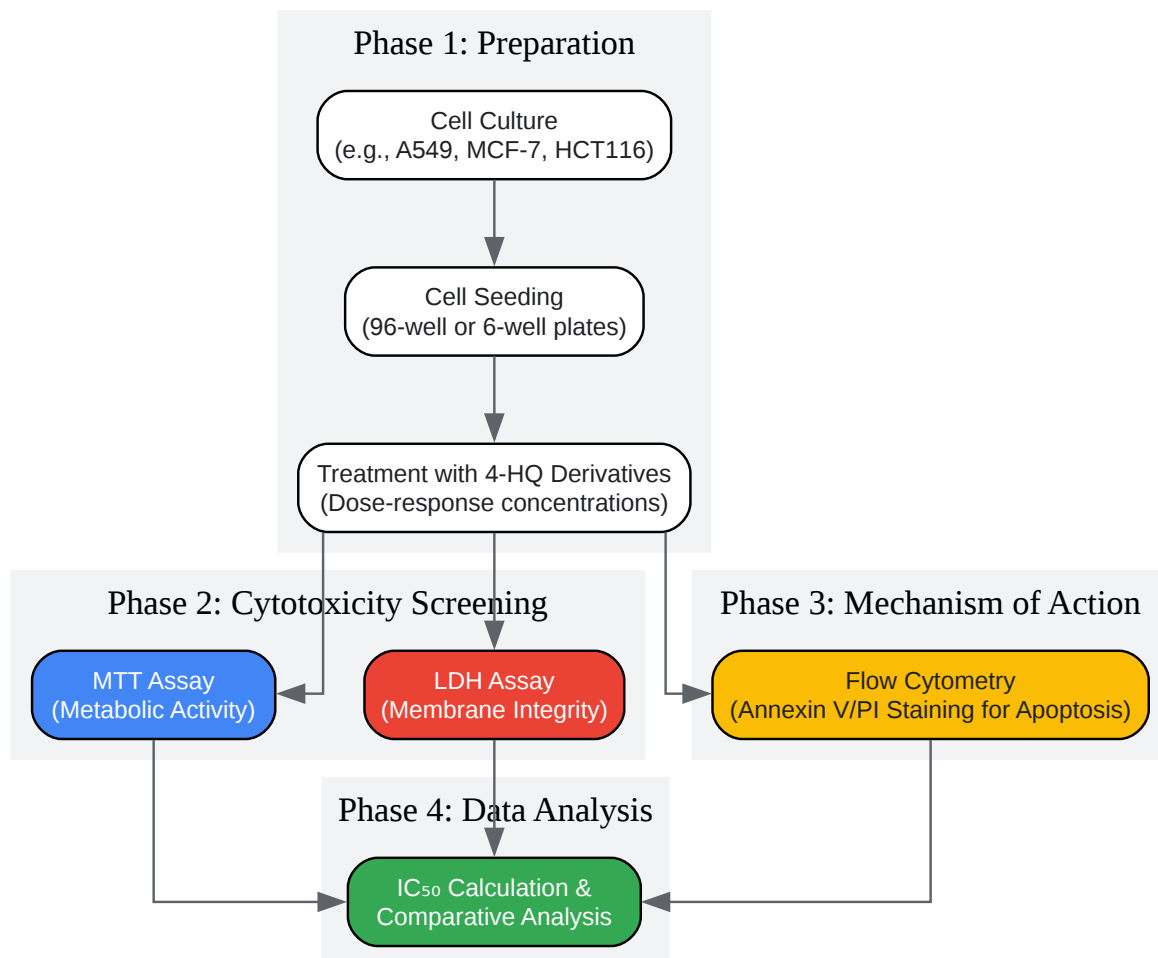 Phase 1: Preparation
Cell Culture
(e.g., A549, MCF-7, HCT116)
Cell Seeding
(96-well or 6-well plates)
Treatment with 4-HQ Derivatives
(Dose-response concentrations)
Phase 2: Cytotoxicity Screening
MTT Assay
(Metabolic Activity)
LDH Assay
(Membrane Integrity)
Phase 3: Mechanism of Action
Flow Cytometry
(Annexin V/PI Staining for Apoptosis)
Phase 4: Data Analysis
IC₅₀ Calculation &
Comparative Analysis